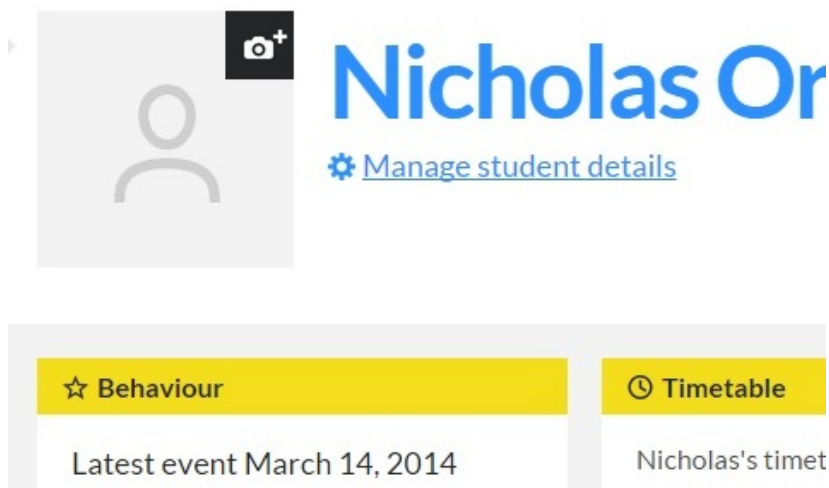 Nicholas Or
Manage student details
Behaviour
Timetable
Latest event March 14, 2014
Nicholas's timet